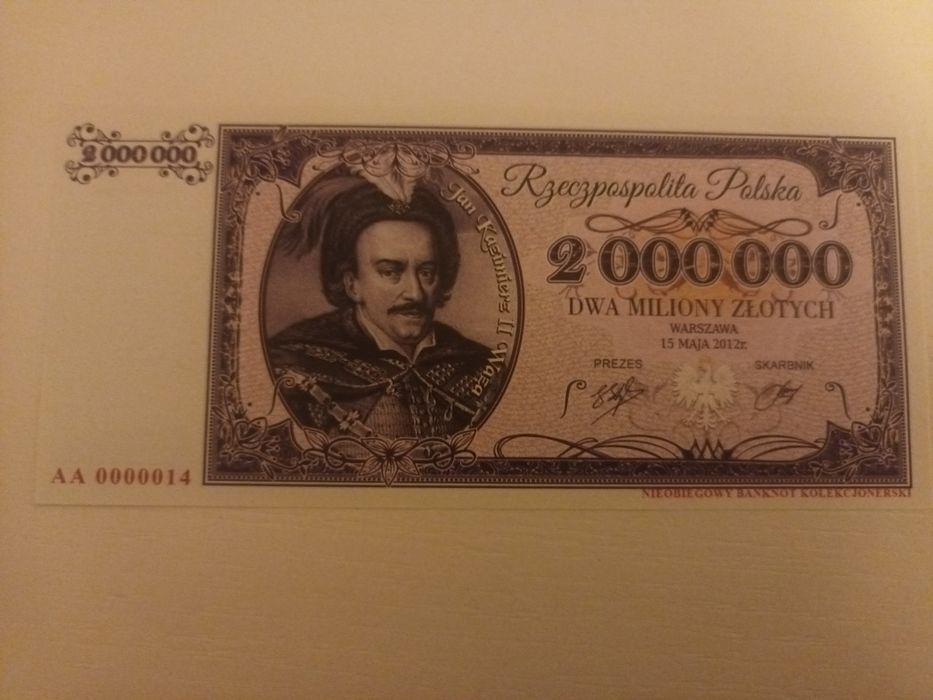 2 000 000
Rzeczpospolita Polska
Jan Kazimierz II Waza
2 000 000
DWA MILIONY ZŁOTYCH
WARSZAWA
15 MAJA 2012r.
PREZES SKARBNIK
AA 0000014
NIEOBIEGOWY BANKNOT KOLEKCJONERSKI